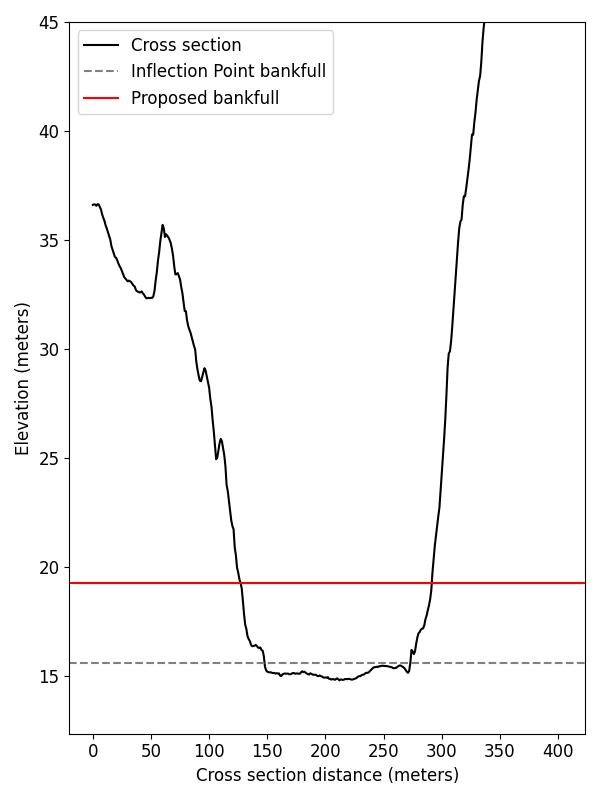 Cross section
Inflection Point bankfull
Proposed bankfull
45
40
35
30
25
20
15
Elevation (meters)
0 50 100 150 200 250 300 350 400
Cross section distance (meters)